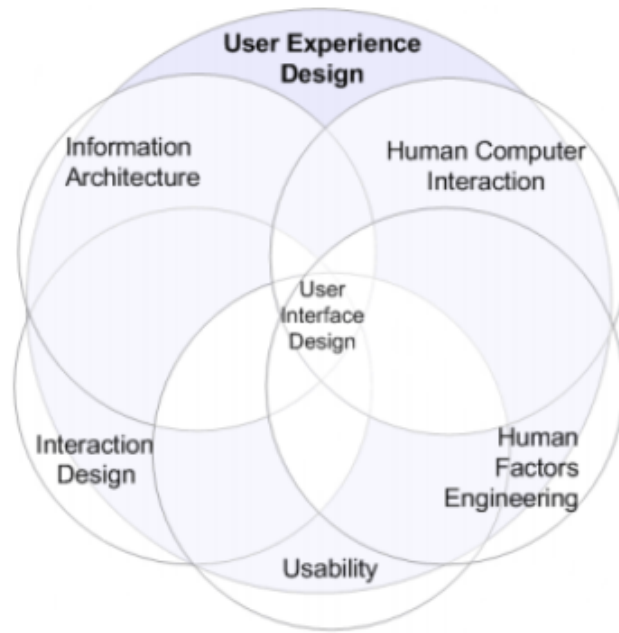 User Experience
Design
Information
Architecture
Human Computer
Interaction
User
Interface
Design
Interaction
Design
Human
Factors
Engineering
Usability